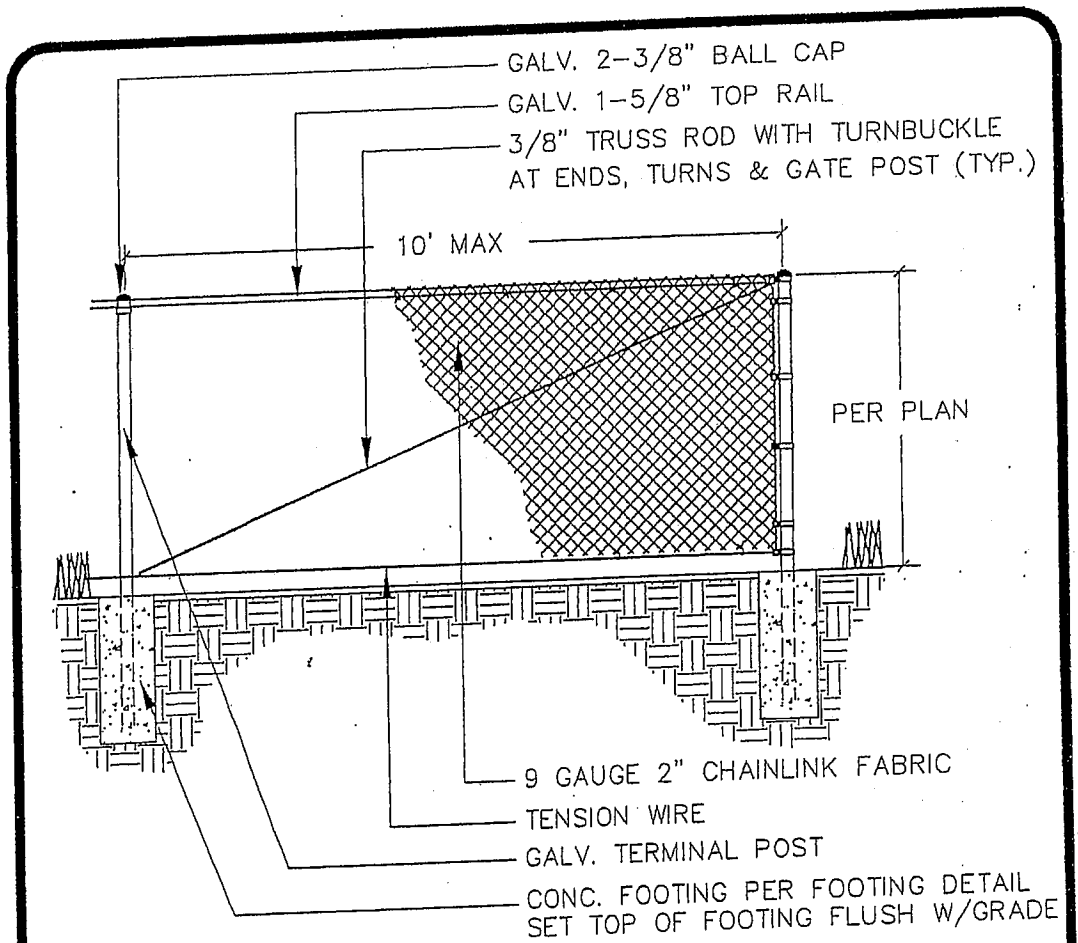 GALV. 2-3/8" BALL CAP
GALV. 1-5/8" TOP RAIL
3/8" TRUSS ROD WITH TURNBUCKLE
AT ENDS, TURNS & GATE POST (TYP.)
10' MAX
PER PLAN
9 GAUGE 2" CHAINLINK FABRIC
TENSION WIRE
GALV. TERMINAL POST
CONC. FOOTING PER FOOTING DETAIL
SET TOP OF FOOTING FLUSH W/GRADE